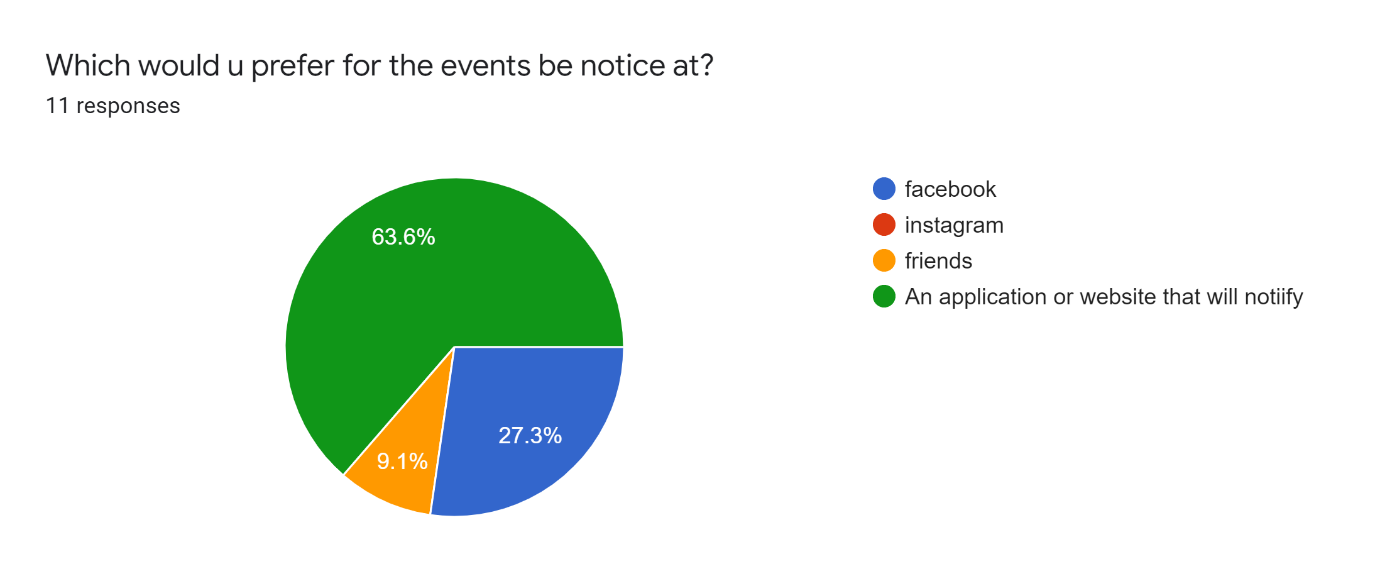 Which would u prefer for the events be notice at?
11 responses
63.6%
27.3%
9.1%
facebook
instagram
friends
An application or website that will notiify